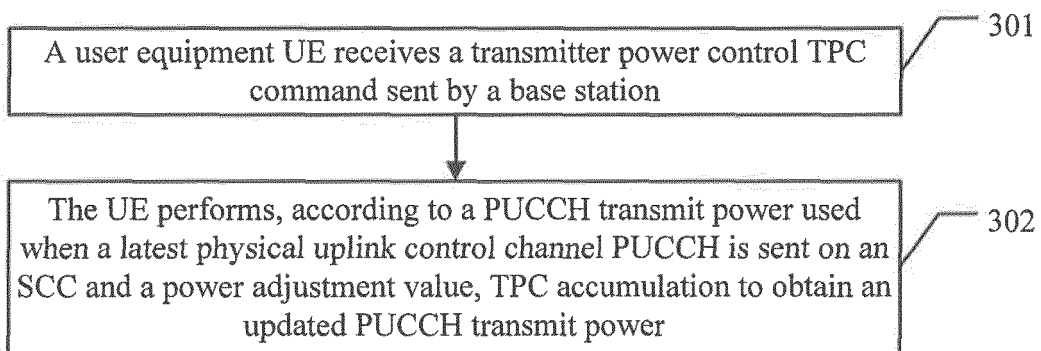 A user equipment UE receives a transmitter power control TPC
command sent by a base station
301
The UE performs, according to a PUCCH transmit power used
when a latest physical uplink control channel PUCCH is sent on an
SCC and a power adjustment value, TPC accumulation to obtain an
updated PUCCH transmit power
302